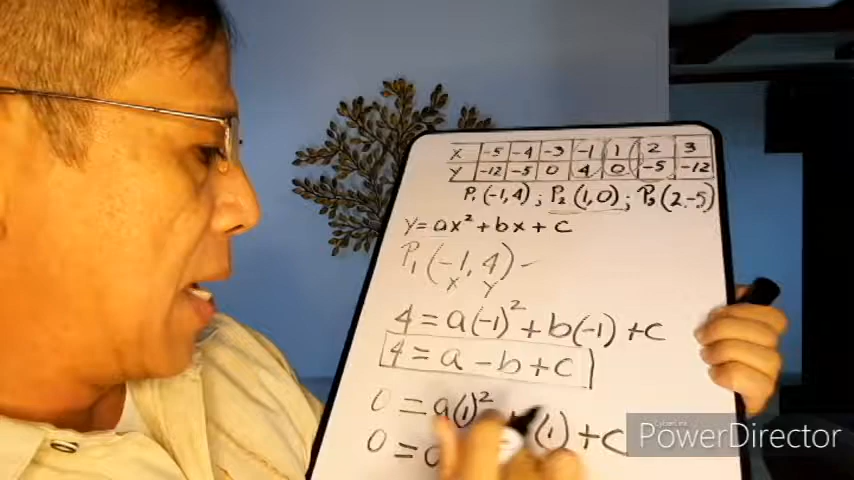 X -5 -4 -3 -1 1 2 3
Y -12 -5 0 4 0 -5 -12
P₁(-1,4); P₂(1,0); P₃(2,-5)
y = ax² + bx + c
P₁(-1, 4)
x y
4 = a(-1)² + b(-1) + c
4 = a - b + c
0 = a(1)² + (1) + c
0 =
PowerDirector